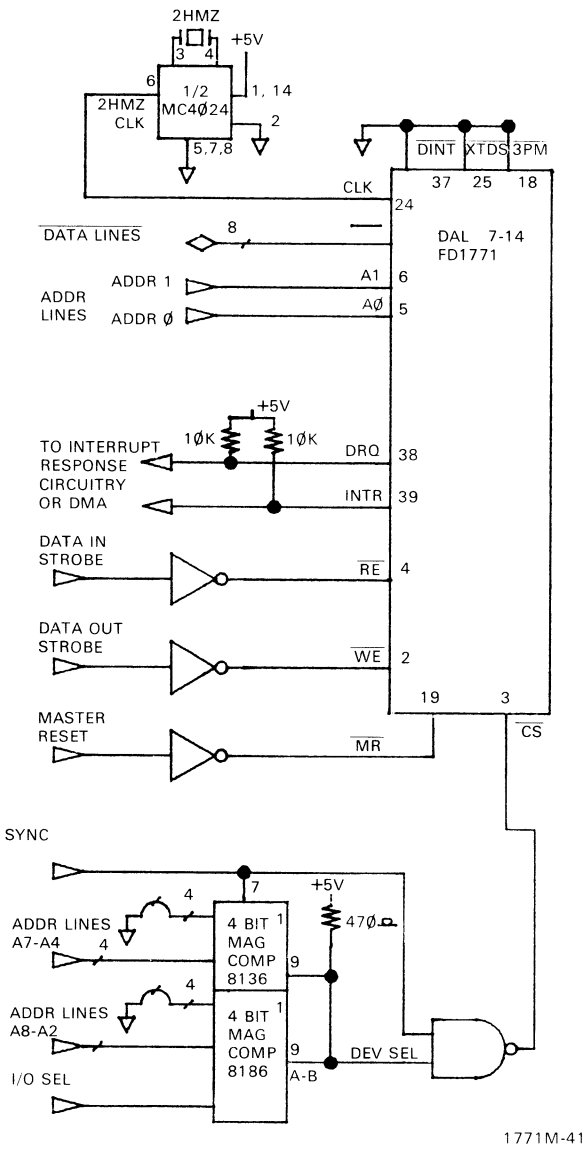 2HMZ
3 4 +5V
6 1/2 1, 14
2HMZ MC4Ø24
CLK 2
5,7,8
DINT XTDS 3PM
37 25 18
CLK 24
DATA LINES 8 DAL 7-14
FD1771
ADDR 1 A1 6
ADDR
LINES
ADDR Ø AØ 5
+5V
1ØK 1ØK
TO INTERRUPT DRQ 38
RESPONSE
CIRCUITRY
OR DMA INTR 39
DATA IN
STROBE RE 4
DATA OUT
STROBE WE 2
19 3
MASTER
RESET MR CS
SYNC
7 +5V
4 4 BIT 1 47Ø
ADDR LINES MAG
A7-A4 4 COMP 9
8136
4 1
ADDR LINES 4 BIT
A8-A2 MAG
COMP 9 DEV SEL
8186 A-B
I/O SEL
1771M-41